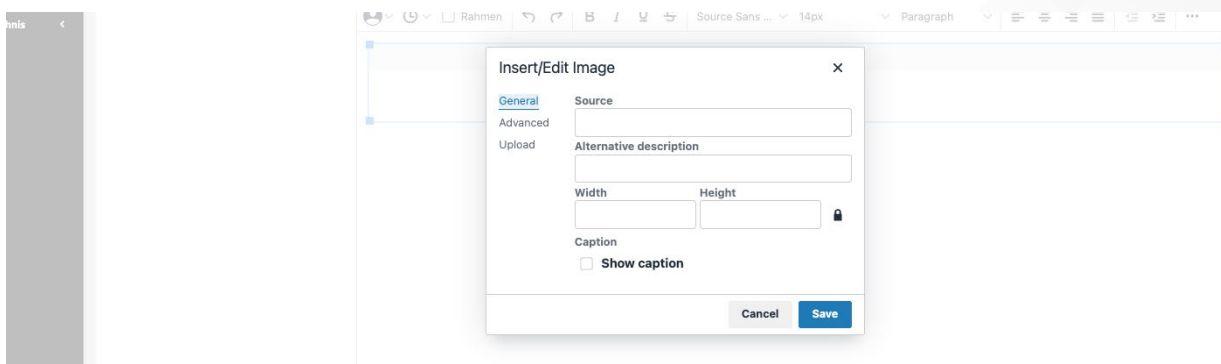 hnis
Rahmen B I U S Source Sans ... 14px Paragraph
Insert/Edit Image
General
Source
Advanced
Upload
Alternative description
Width Height
Caption
Show caption
Cancel Save